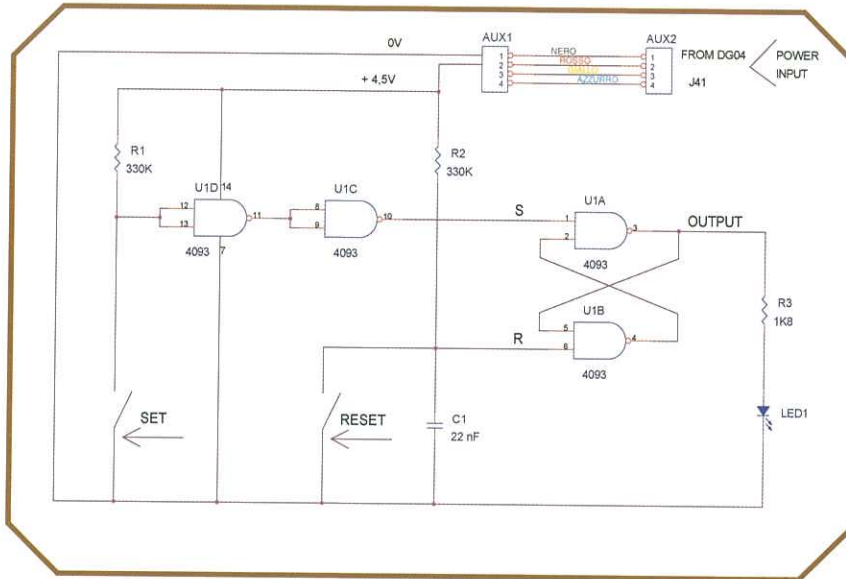 AUX1
AUX2
0V
1
2
3
4
NERO
ROSSO
GIALLO
AZZURRO
1
2
3
4
FROM DG04
J41
POWER
INPUT
+ 4,5V
R1
330K
R2
330K
U1D
14
12
13
11
7
4093
U1C
8
9
10
4093
S
U1A
1
2
3
4093
OUTPUT
R3
1K8
U1B
5
6
4
4093
R
SET
RESET
C1
22 nF
LED1